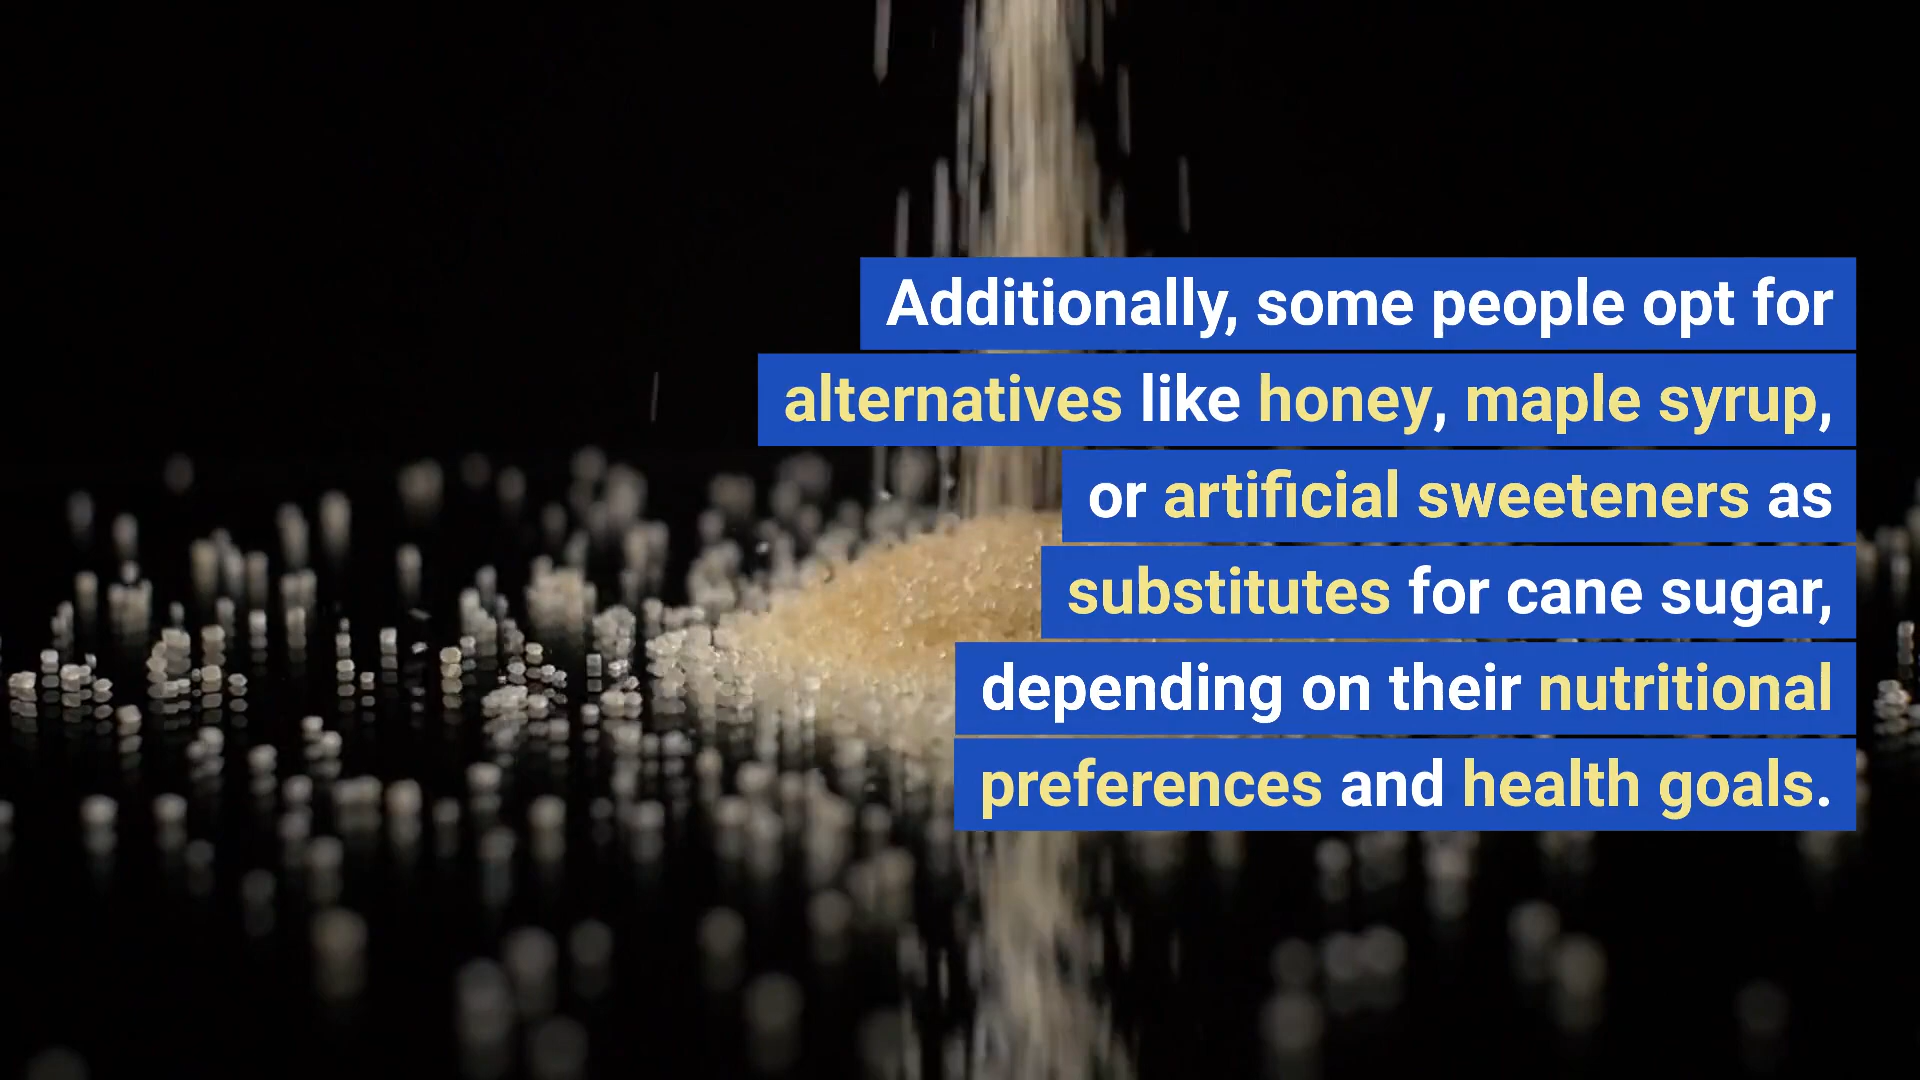 Additionally, some people opt for
alternatives like honey, maple syrup,
or artificial sweeteners as
substitutes for cane sugar,
depending on their nutritional
preferences and health goals.